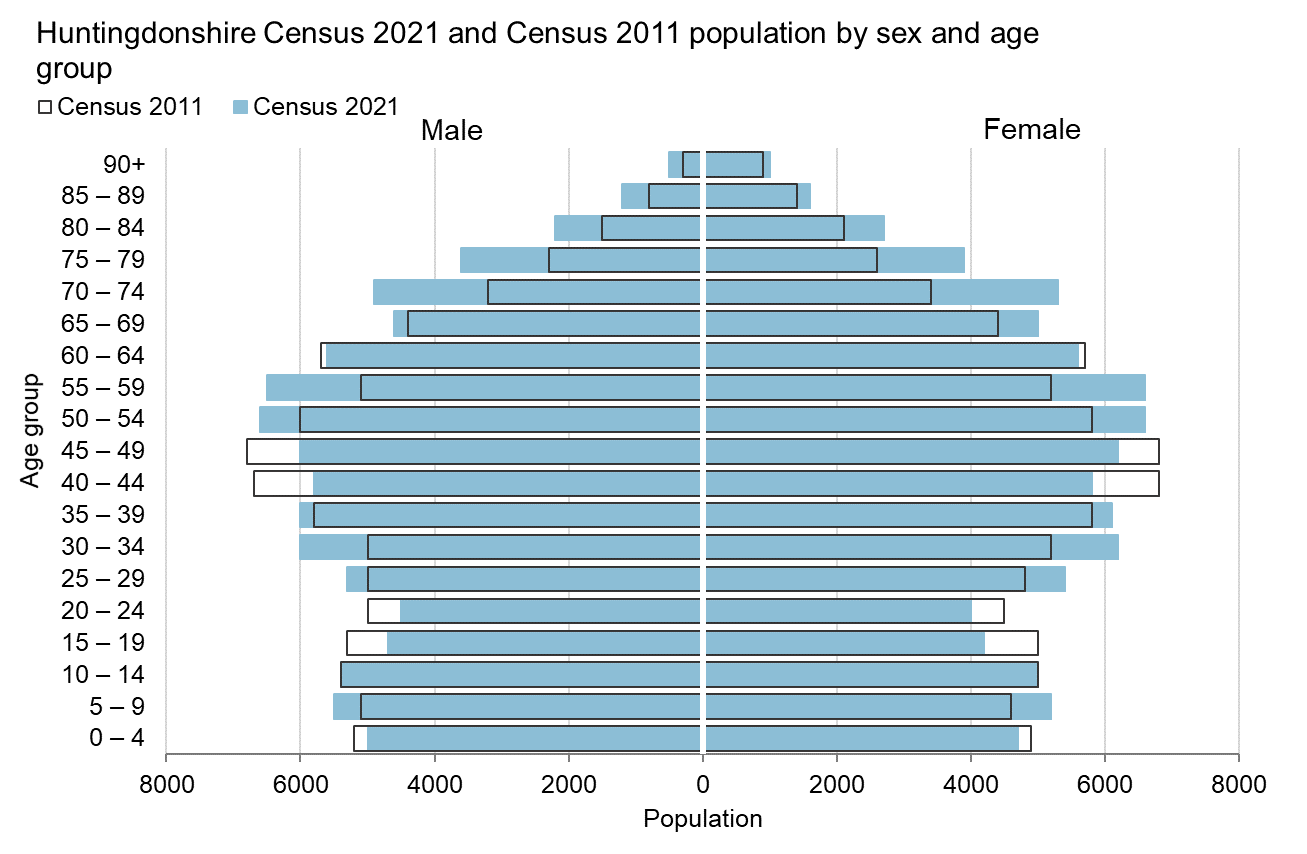 Huntingdonshire Census 2021 and Census 2011 population by sex and age
group
Census 2011 Census 2021
Male Female
90+
85 – 89
80 – 84
75 – 79
70 – 74
65 – 69
60 – 64
55 – 59
50 – 54
45 – 49
40 – 44
35 – 39
30 – 34
25 – 29
20 – 24
15 – 19
10 – 14
5 – 9
0 – 4
Age group
8000 6000 4000 2000 0 2000 4000 6000 8000
Population